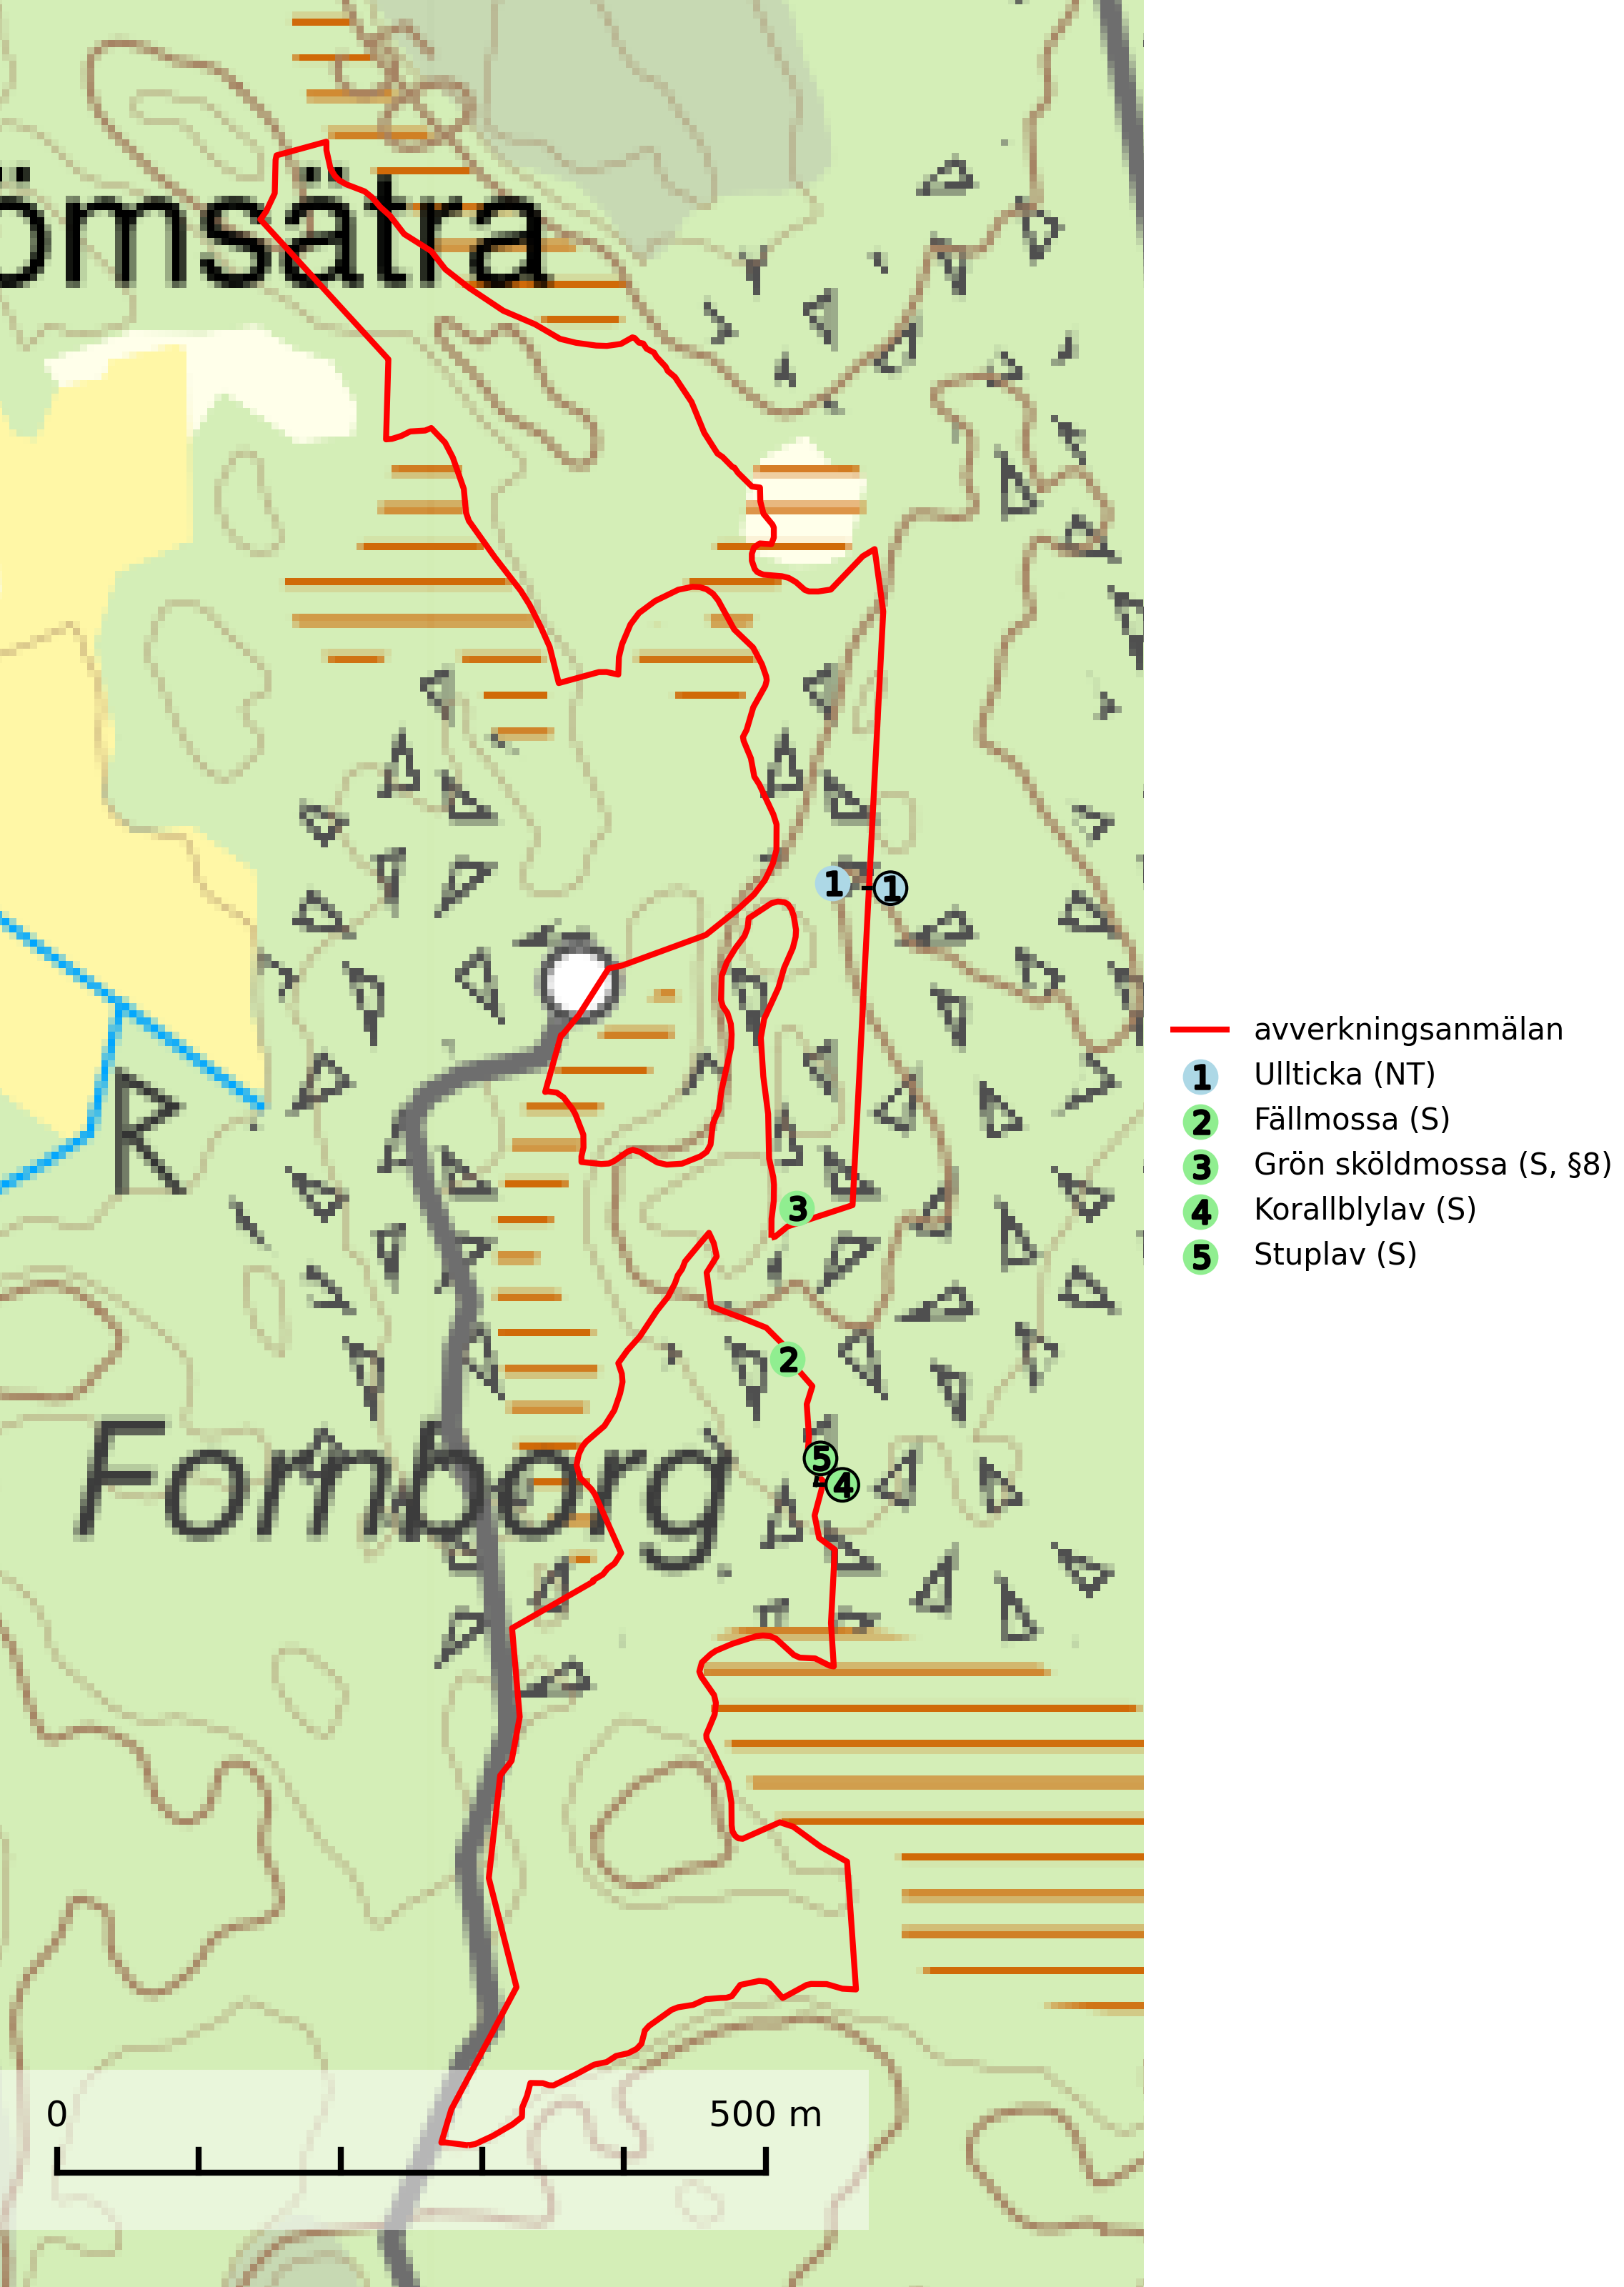 ömsätra
1 1
R
3
2
Fornborg
5
4
0 500 m
avverkningsanmälan
1 Ullticka (NT)
2 Fällmossa (S)
3 Grön sköldmossa (S, §8)
4 Korallblylav (S)
5 Stuplav (S)